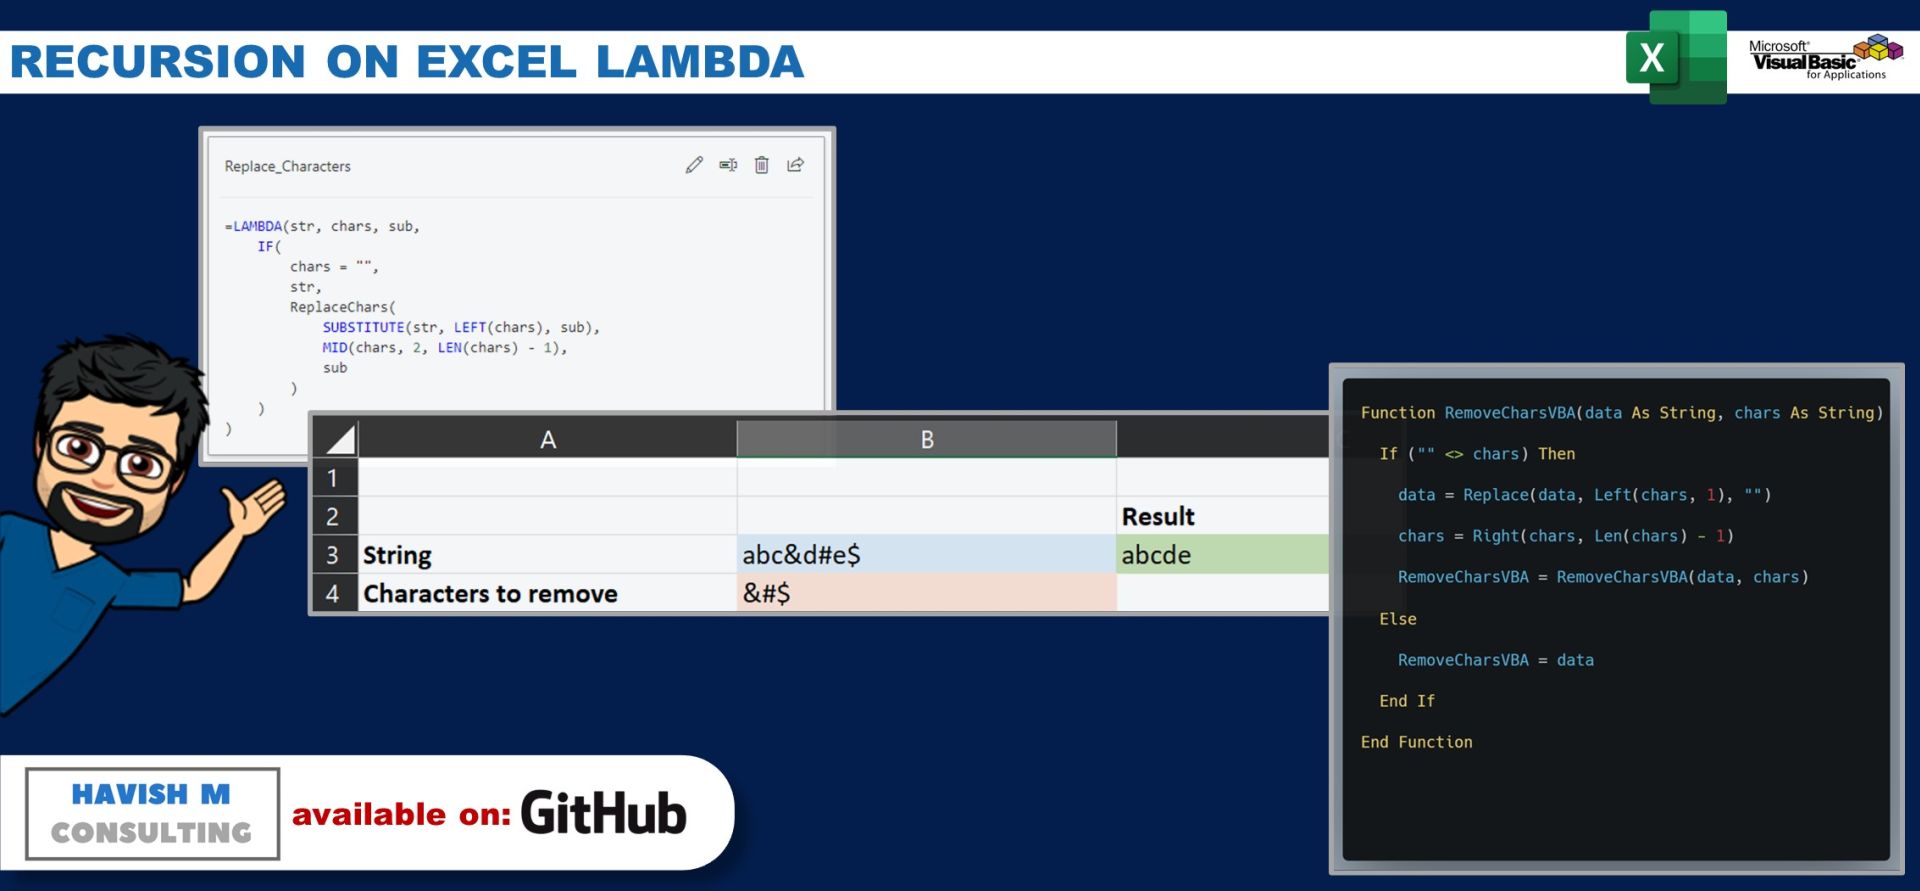 RECURSION ON EXCEL LAMBDA
X
Microsoft®
Visual Basic®
for Applications
Replace_Characters
=LAMBDA(str, chars, sub,
IF(
chars = "",
str,
ReplaceChars(
SUBSTITUTE(str, LEFT(chars), sub),
MID(chars, 2, LEN(chars) - 1),
sub
)
)
)
A B C
1
2 Result
3 String abc&d#e$ abcde
4 Characters to remove &#$
Function RemoveCharsVBA(data As String, chars As String)
If ("" <> chars) Then
data = Replace(data, Left(chars, 1), "")
chars = Right(chars, Len(chars) - 1)
RemoveCharsVBA = RemoveCharsVBA(data, chars)
Else
RemoveCharsVBA = data
End If
End Function
HAVISH M
CONSULTING
available on: GitHub